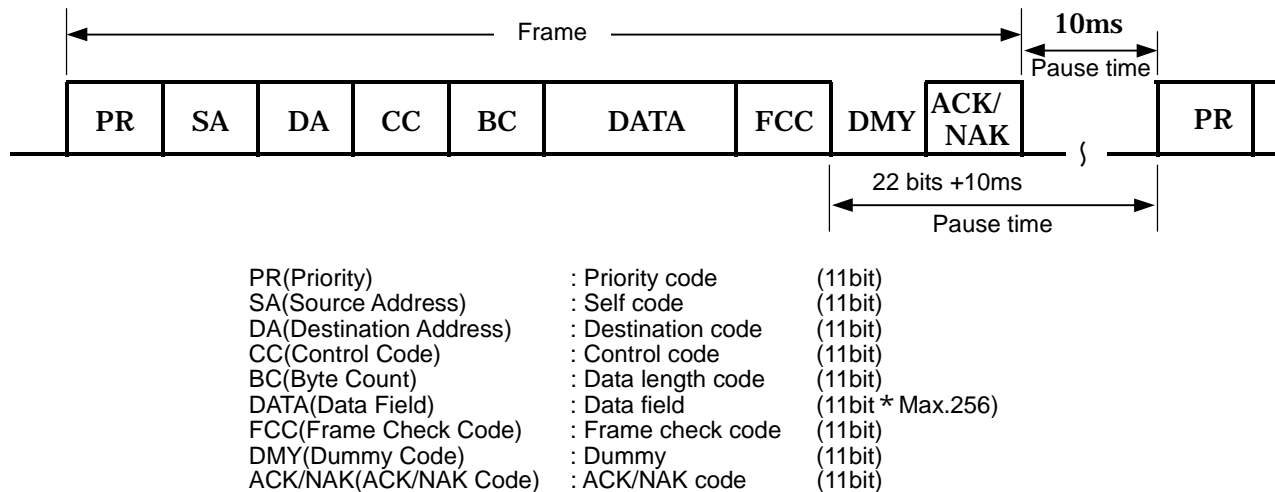 Frame
10ms
Pause time
PR SA DA CC BC DATA FCC DMY ACK/ NAK PR
22 bits +10ms
Pause time
PR(Priority) : Priority code (11bit)
SA(Source Address) : Self code (11bit)
DA(Destination Address) : Destination code (11bit)
CC(Control Code) : Control code (11bit)
BC(Byte Count) : Data length code (11bit)
DATA(Data Field) : Data field (11bit * Max.256)
FCC(Frame Check Code) : Frame check code (11bit)
DMY(Dummy Code) : Dummy (11bit)
ACK/NAK(ACK/NAK Code) : ACK/NAK code (11bit)